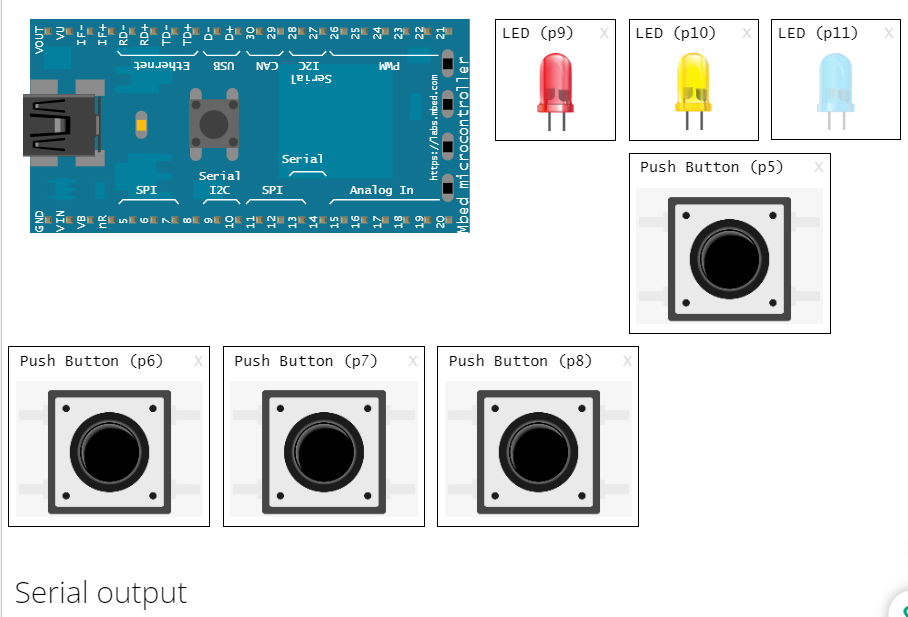 VOUT VU IF- IF+ RD- RD+ TD- TD+ D- D+ 30 29 28 27 26 25 24 23 22 21
Ethernet USB CAN I2C PWM
Serial
https://labs.mbed.com
Mbed microcontroller
Serial
Serial
SPI I2C SPI Analog In
GND VIN VB nR 5 6 7 8 9 10 11 12 13 14 15 16 17 18 19 20
LED (p9) X
LED (p10) X
LED (p11) X
Push Button (p5) X
Push Button (p6) X
Push Button (p7) X
Push Button (p8) X
Serial output